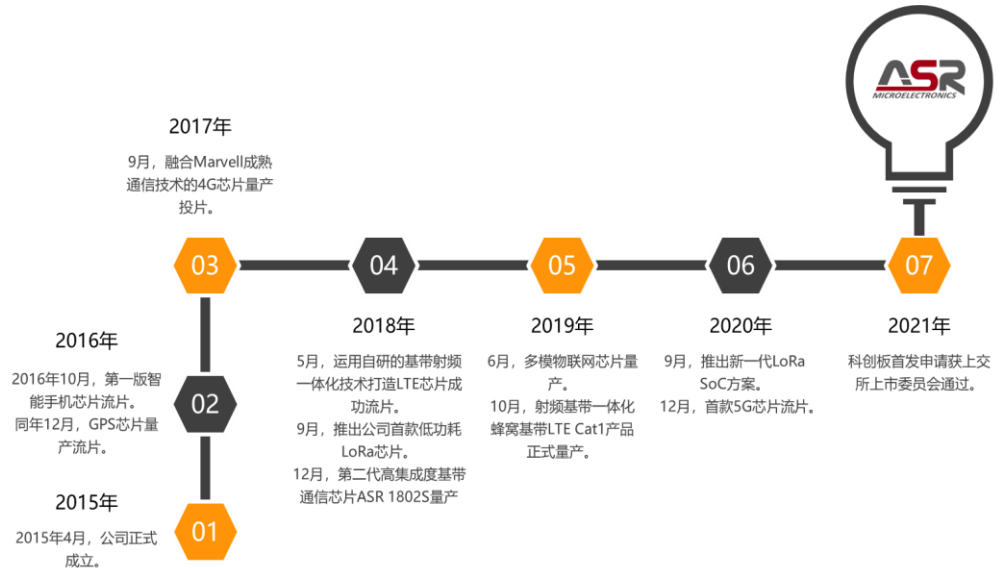 ASR
MICROELECTRONICS
2017年
9月，融合Marvell成熟
通信技术的4G芯片量产
投片。
03
04
05
06
07
2016年
2016年10月，第一版智
能手机芯片流片。
同年12月，GPS芯片量
产流片。
02
2015年
2015年4月，公司正式
成立。
01
2018年
5月，运用自研的基带射频
一体化技术打造LTE芯片成
功流片。
9月，推出公司首款低功耗
LoRa芯片。
12月，第二代高集成度基带
通信芯片ASR 1802S量产
2019年
6月，多模物联网芯片量
产。
10月，射频基带一体化
蜂窝基带LTE Cat1产品
正式量产。
2020年
9月，推出新一代LoRa
SoC方案。
12月，首款5G芯片流片。
2021年
科创板首发申请获上交
所上市委员会通过。